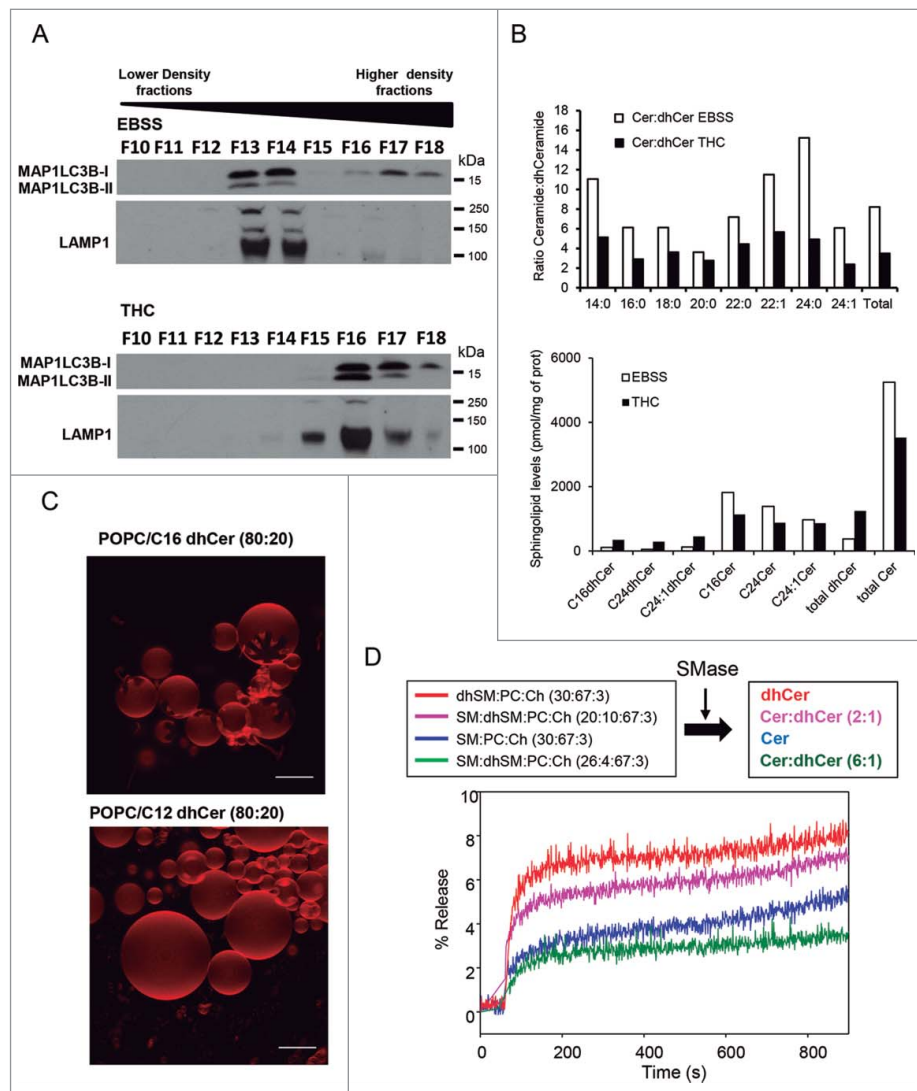 A
Lower Density
fractions
Higher density
fractions
EBSS
F10 F11 F12 F13 F14 F15 F16 F17 F18
kDa
MAP1LC3B-I
MAP1LC3B-II
15
LAMP1
250
150
100
THC
F10 F11 F12 F13 F14 F15 F16 F17 F18
kDa
MAP1LC3B-I
MAP1LC3B-II
15
LAMP1
250
150
100
B
Ratio Ceramide:dhCeramide
18
16
14
12
10
8
6
4
2
0
Cer:dhCer EBSS
Cer:dhCer THC
14:0 16:0 18:0 20:0 22:0 22:1 24:0 24:1 Total
Sphingolipid levels (pmol/mg of prot)
6000
4000
2000
0
EBSS
THC
C16dhCer
C24dhCer
C24:1dhCer
C16Cer
C24Cer
C24:1Cer
total dhCer
total Cer
C
POPC/C16 dhCer (80:20)
POPC/C12 dhCer (80:20)
D
SMase
dhSM:PC:Ch (30:67:3)
SM:dhSM:PC:Ch (20:10:67:3)
SM:PC:Ch (30:67:3)
SM:dhSM:PC:Ch (26:4:67:3)
dhCer
Cer:dhCer (2:1)
Cer
Cer:dhCer (6:1)
% Release
10
8
6
4
2
0
0 200 400 600 800
Time (s)